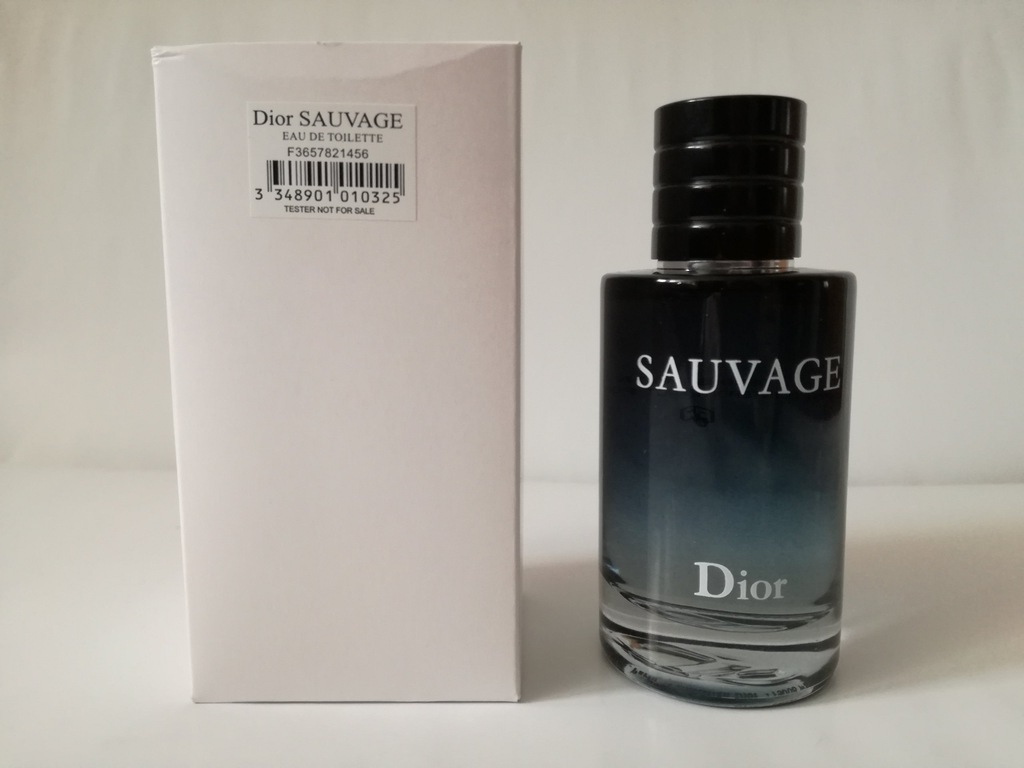 Dior SAUVAGE
EAU DE TOILETTE
F3657821456
3 348901 010325
TESTER NOT FOR SALE
SAUVAGE
Dior